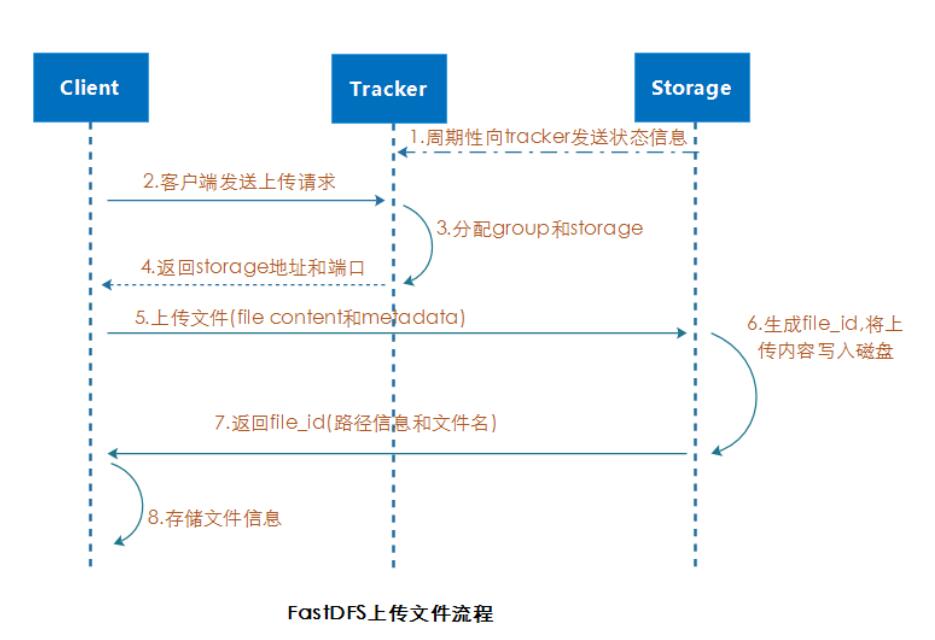 Client
Tracker
Storage
1.周期性向tracker发送状态信息
2.客户端发送上传请求
3.分配group和storage
4.返回storage地址和端口
5.上传文件(file content和metadata)
6.生成file_id,将上
传内容写入磁盘
7.返回file_id(路径信息和文件名)
8.存储文件信息
FastDFS上传文件流程